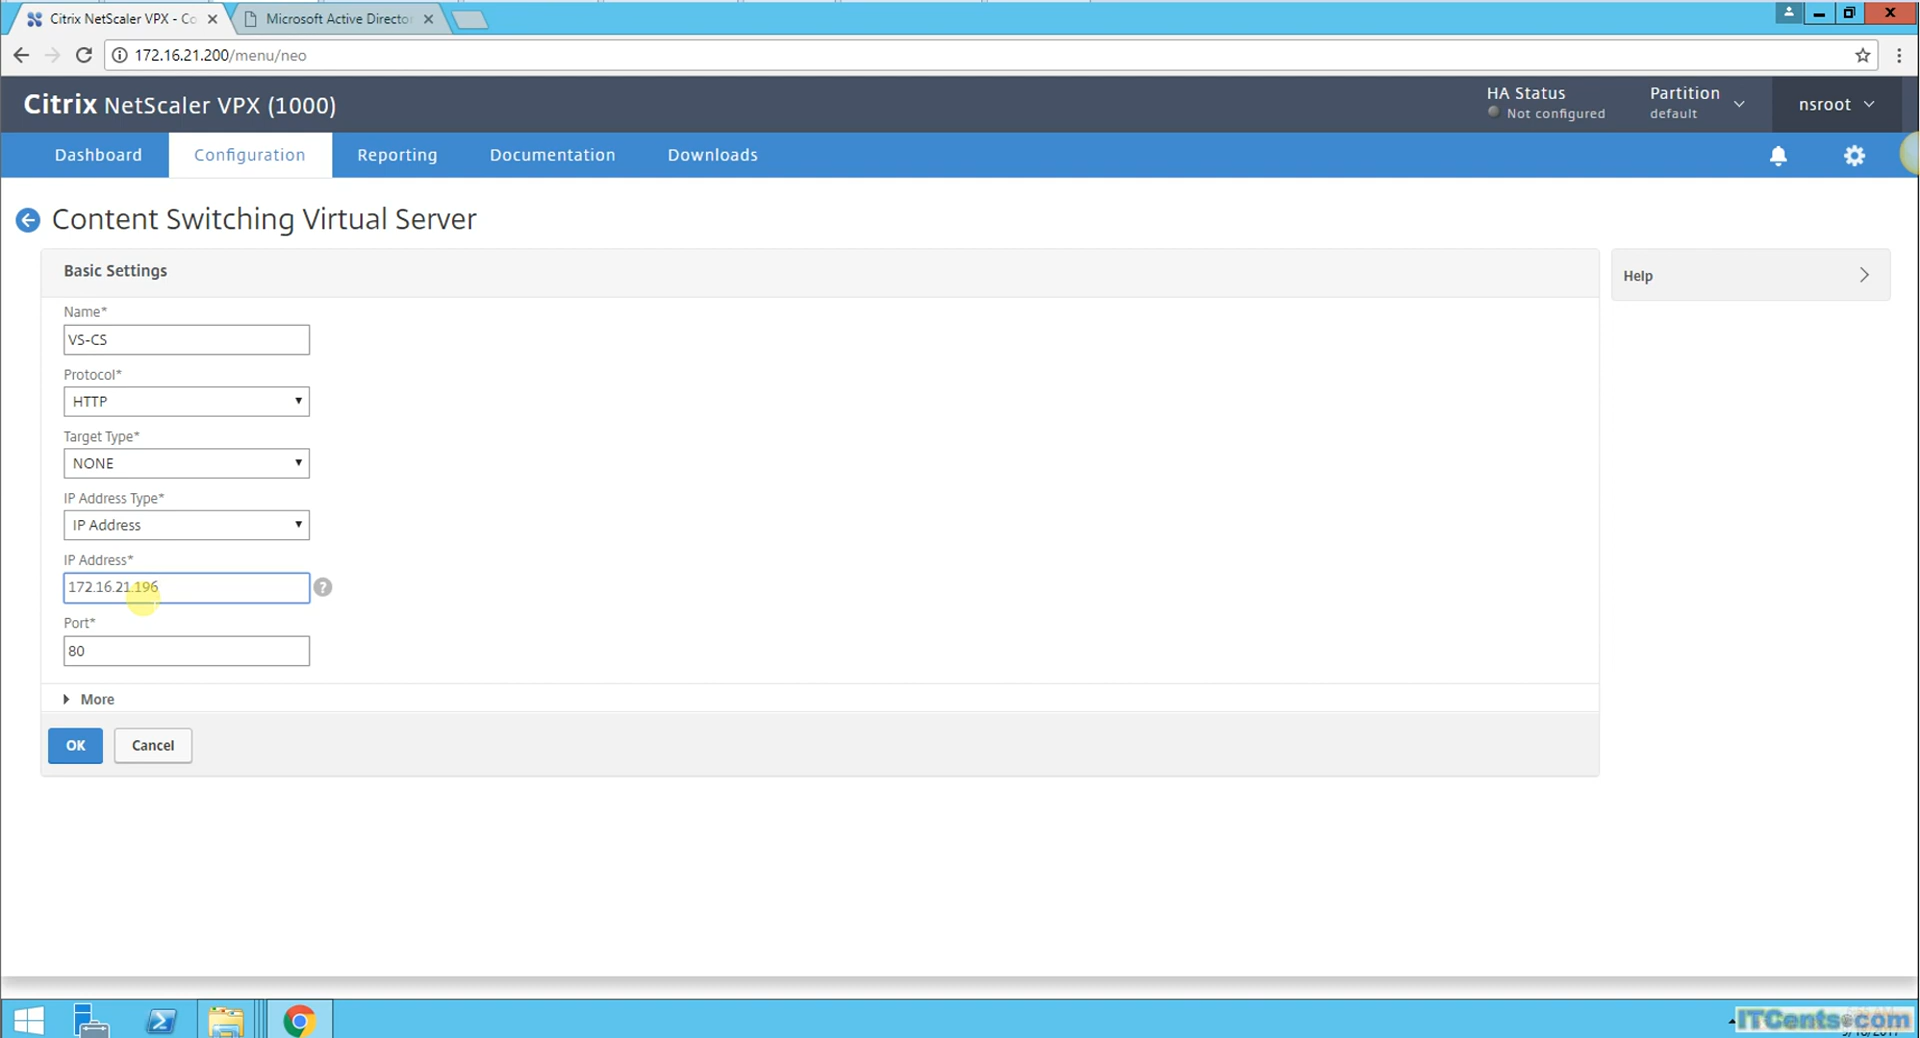 Citrix NetScaler VPX - Co
Microsoft Active Director
172.16.21.200/menu/neo
Citrix NetScaler VPX (1000)
HA Status
Not configured
Partition
default
nsroot
Dashboard
Configuration
Reporting
Documentation
Downloads
Content Switching Virtual Server
Basic Settings
Help
Name*
VS-CS
Protocol*
HTTP
Target Type*
NONE
IP Address Type*
IP Address
IP Address*
172.16.21.196
?
Port*
80
More
OK
Cancel
ITCents.com